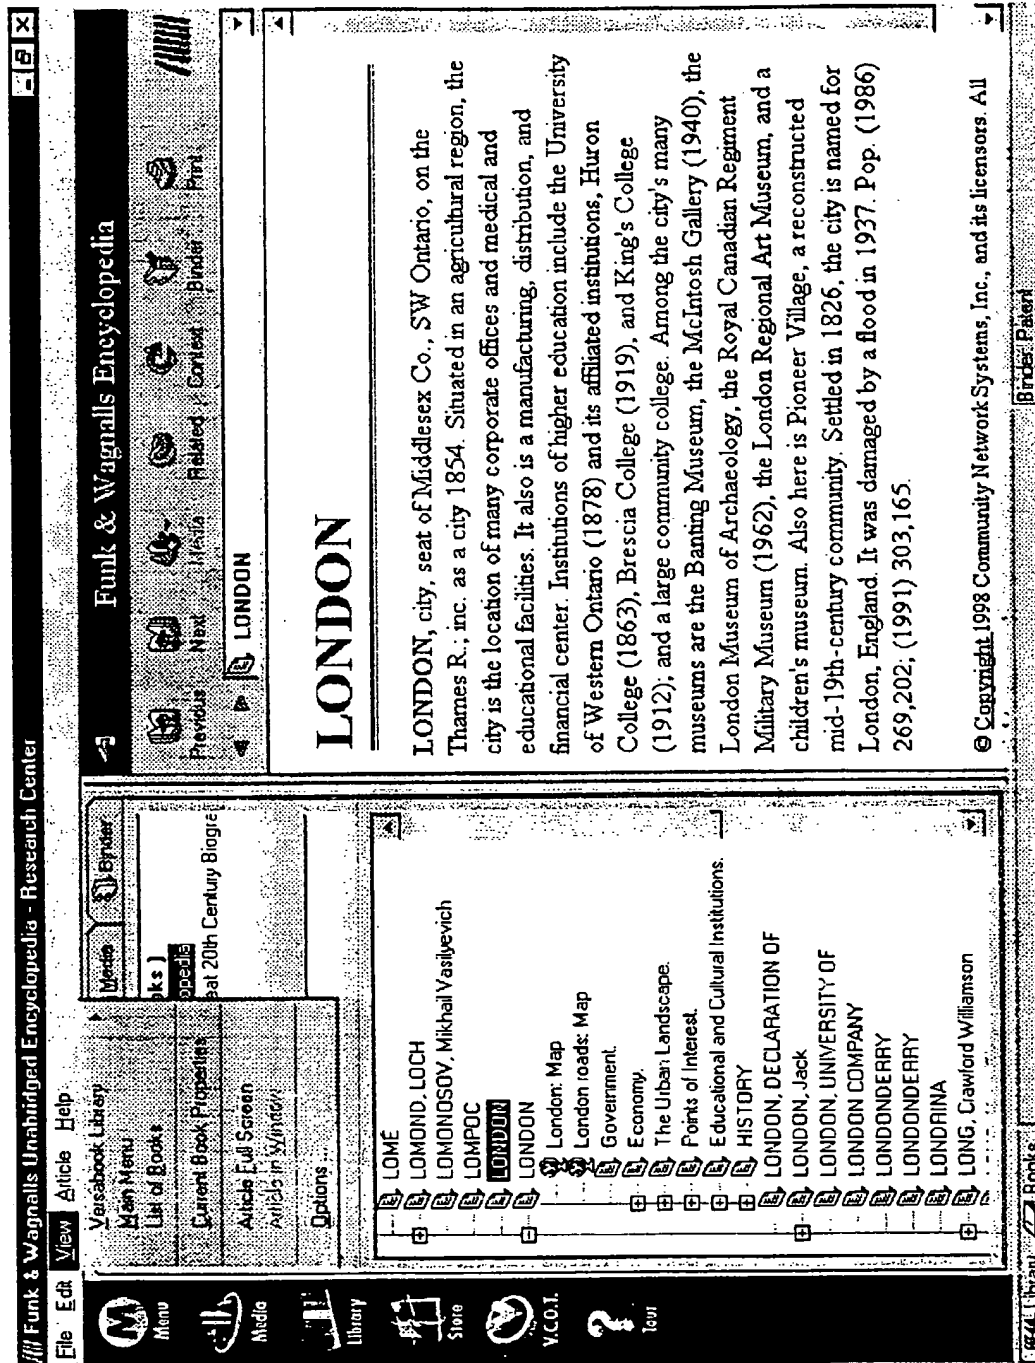 Funk & Wagnalls Unabridged Encyclopedia - Research Center
File Edit View Article Help
Versabook Library
Main Menu
List of Books
Current Book Properties
Article Full Screen
Article In Window
Options ...
Media
Binder
oks )
opedia
eat 20th Century Biogra
Menu
Media
Library
Store
V.C.O.T.
Tour
LOMÉ
LOMOND, LOCH
LOMONOSOV, Mikhail Vasilyevich
LOMPOC
LONDON
LONDON
London: Map
London roads: Map
Government.
Economy.
The Urban Landscape.
Points of Interest.
Educational and Cultural Institutions.
HISTORY
LONDON, DECLARATION OF
LONDON, Jack
LONDON, UNIVERSITY OF
LONDON COMPANY
LONDONDERRY
LONDONDERRY
LONDRINA
LONG, Crawford Williamson
Funk & Wagnalls Encyclopedia
Previous Next Media Related Context Binder Print
LONDON
LONDON
LONDON, city, seat of Middlesex Co., SW Ontario, on the
Thames R.; inc. as a city 1854. Situated in an agricultural region, the
city is the location of many corporate offices and medical and
educational facilities. It also is a manufacturing, distribution, and
financial center. Institutions of higher education include the University
of Western Ontario (1878) and its affiliated institutions, Huron
College (1863), Brescia College (1919), and King's College
(1912); and a large community college. Among the city's many
museums are the Banting Museum, the McIntosh Gallery (1940), the
London Museum of Archaeology, the Royal Canadian Regiment
Military Museum (1962), the London Regional Art Museum, and a
children's museum. Also here is Pioneer Village, a reconstructed
mid-19th-century community. Settled in 1826, the city is named for
London, England. It was damaged by a flood in 1937. Pop. (1986)
269,202; (1991) 303,165.
© Copyright 1998 Community Network Systems, Inc., and its licensors. All
Library Books
Binder: Patent